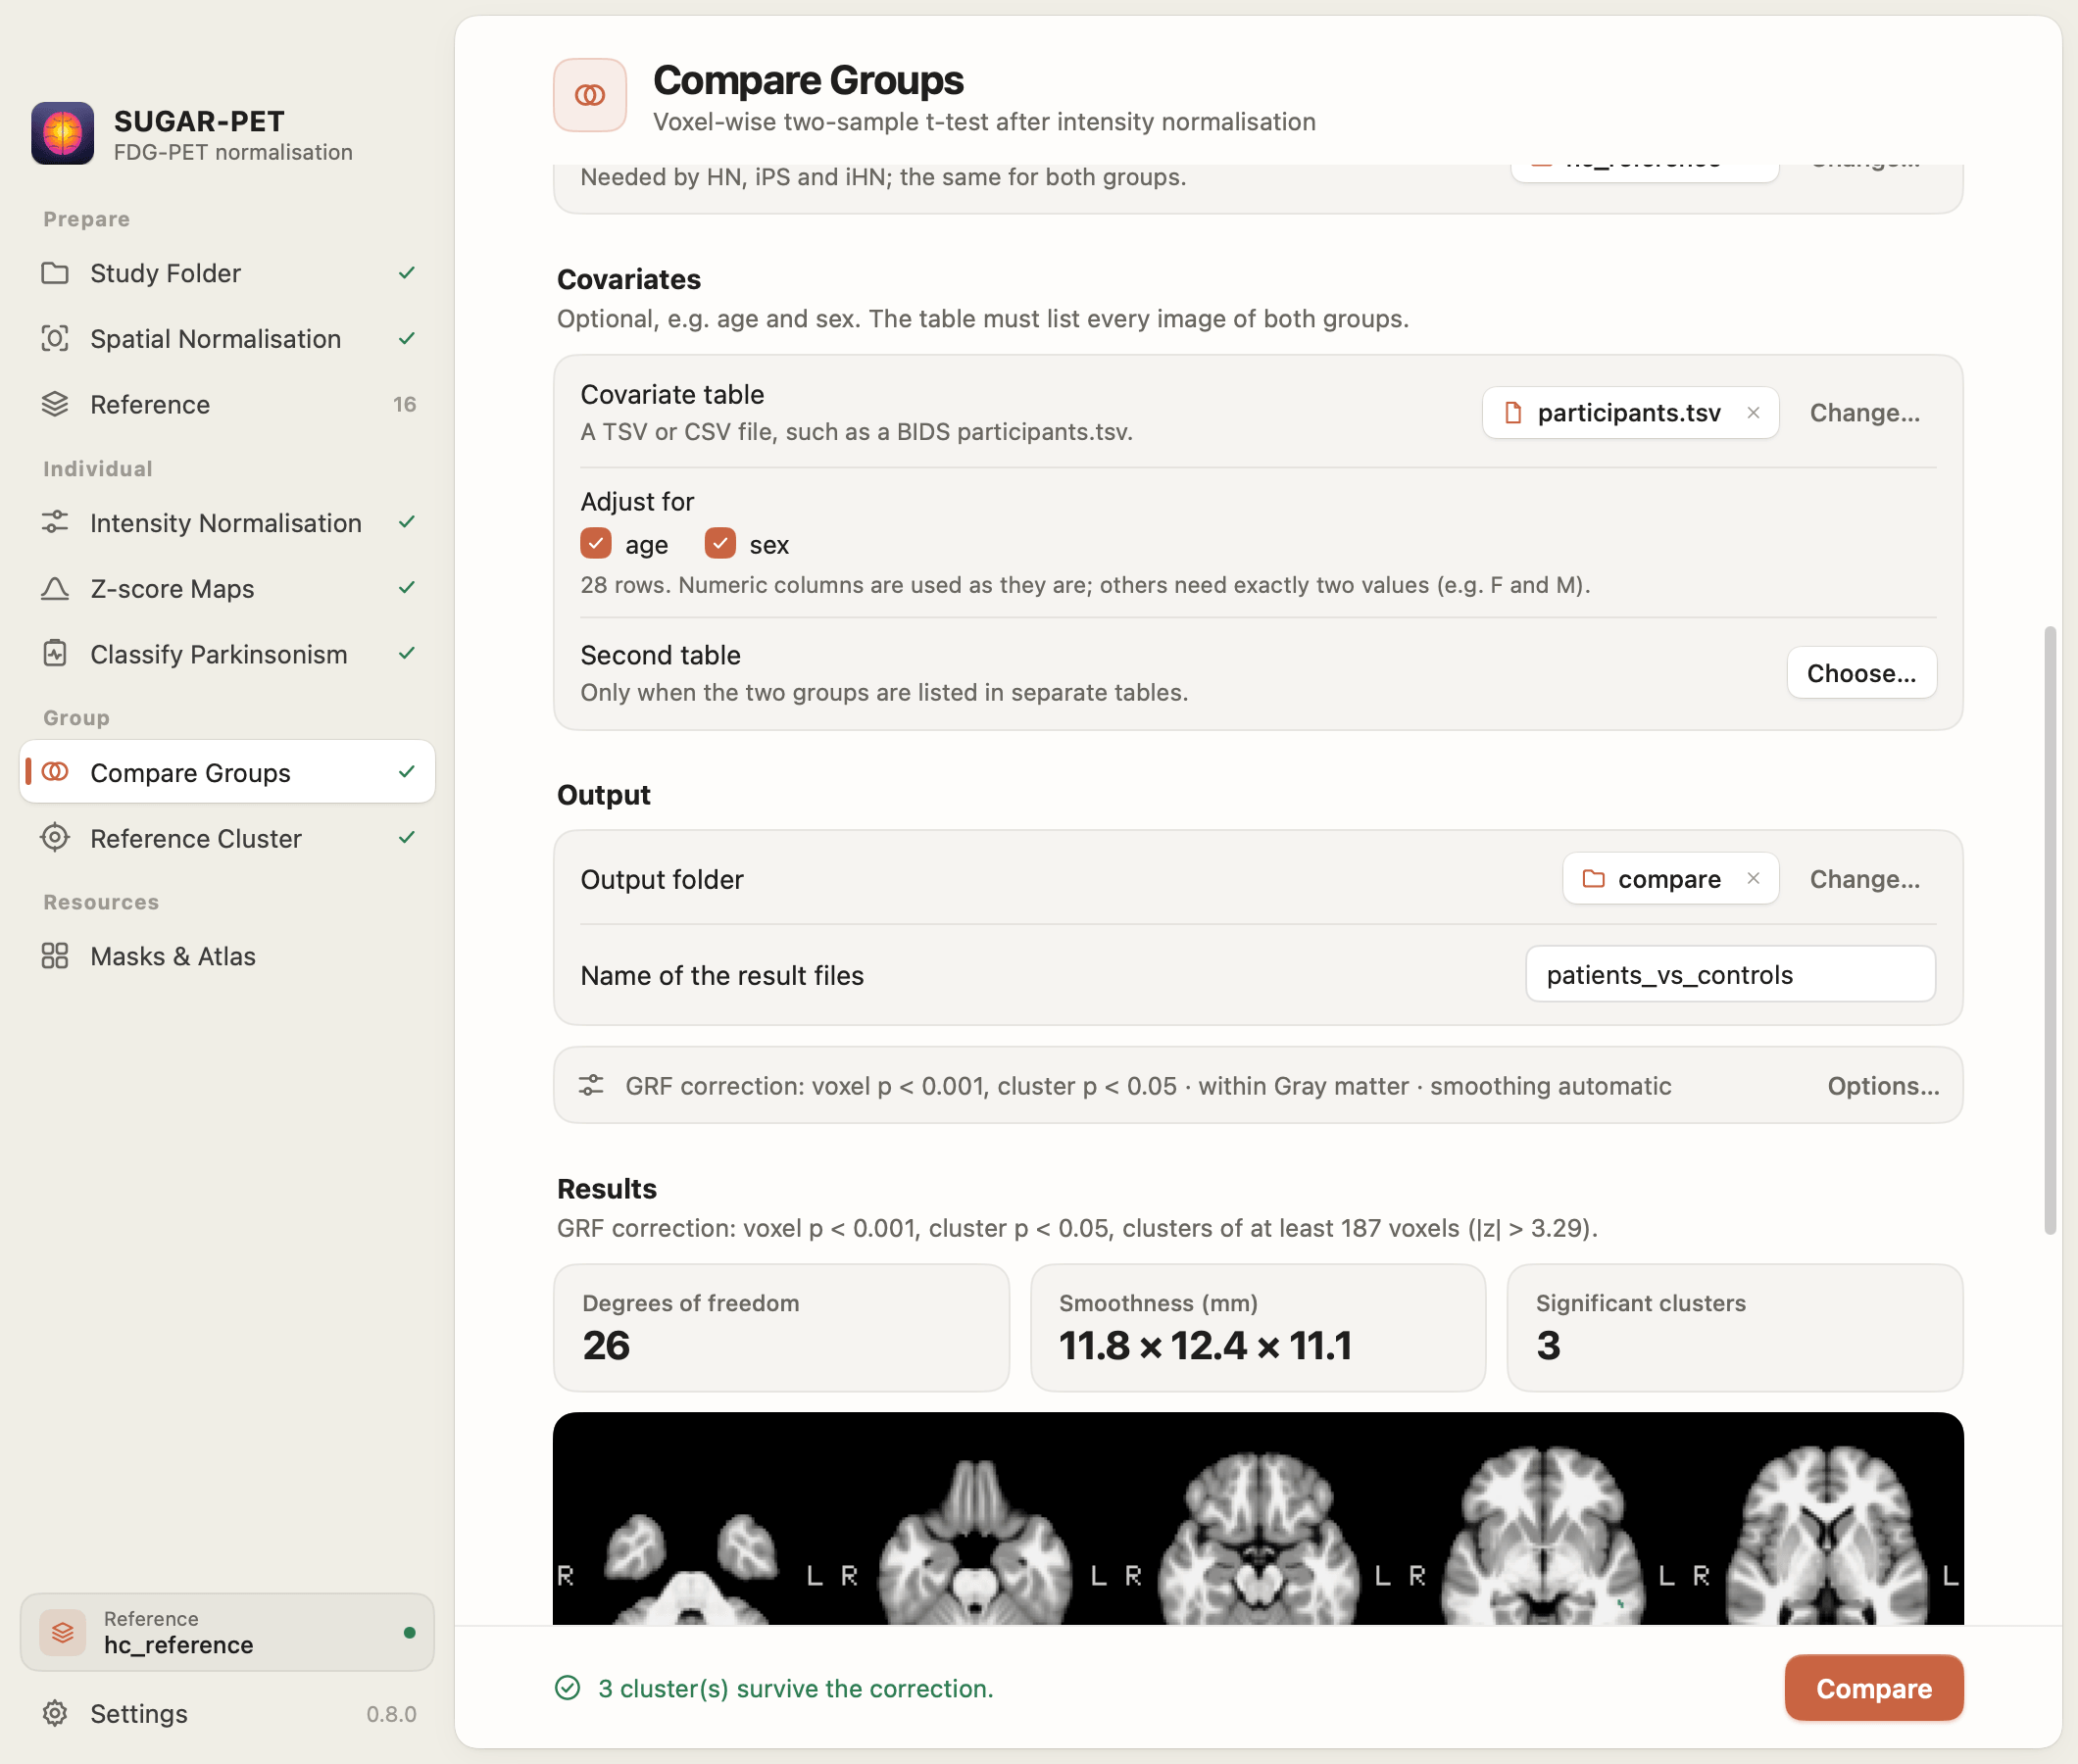 SUGAR-PET
FDG-PET normalisation
Prepare
Study Folder
Spatial Normalisation
Reference 16
Individual
Intensity Normalisation
Z-score Maps
Classify Parkinsonism
Group
Compare Groups
Reference Cluster
Resources
Masks & Atlas
Reference
hc_reference
Settings 0.8.0
Compare Groups
Voxel-wise two-sample t-test after intensity normalisation
Needed by HN, iPS and iHN; the same for both groups.
hc_reference Change...
Covariates
Optional, e.g. age and sex. The table must list every image of both groups.
Covariate table
A TSV or CSV file, such as a BIDS participants.tsv.
participants.tsv × Change...
Adjust for
age sex
28 rows. Numeric columns are used as they are; others need exactly two values (e.g. F and M).
Second table
Only when the two groups are listed in separate tables.
Choose...
Output
Output folder compare × Change...
Name of the result files patients_vs_controls
GRF correction: voxel p < 0.001, cluster p < 0.05 · within Gray matter · smoothing automatic Options...
Results
GRF correction: voxel p < 0.001, cluster p < 0.05, clusters of at least 187 voxels (|z| > 3.29).
Degrees of freedom
26
Smoothness (mm)
11.8 × 12.4 × 11.1
Significant clusters
3
R L R L R L R L R L
3 cluster(s) survive the correction.
Compare